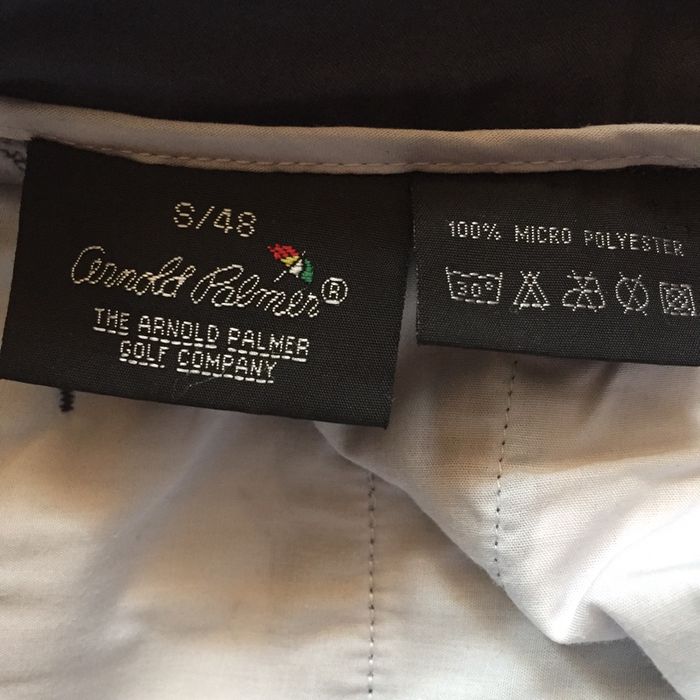 S/48
Arnold Palmer®
THE ARNOLD PALMER
GOLF COMPANY
100% MICRO POLYESTER
30°